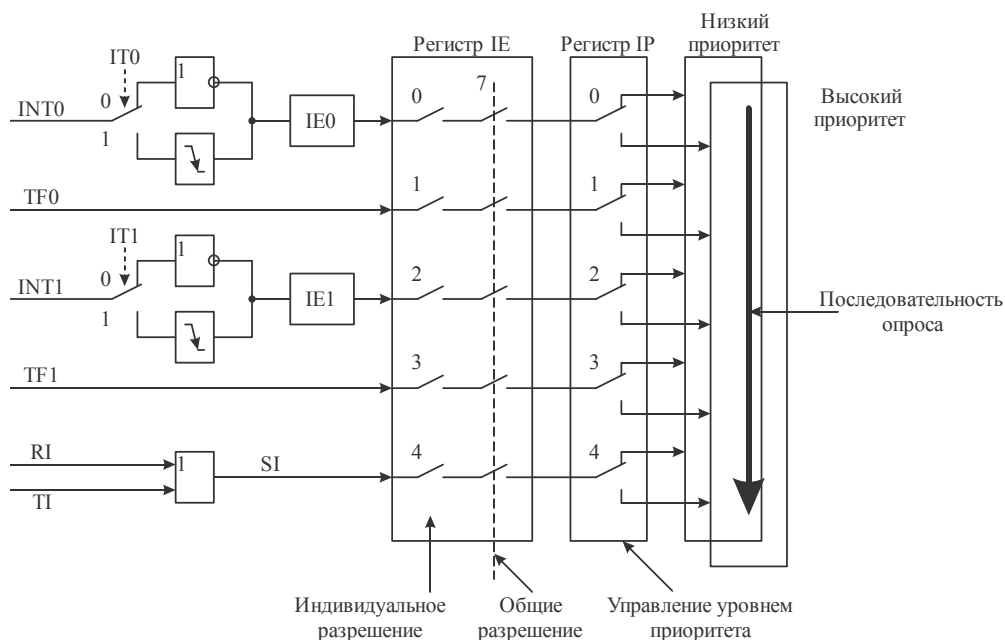 Регистр IE
Регистр IP
Низкий
приоритет
Высокий
приоритет
IT0
1
0
INT0
1
IE0
0
7
0
TF0
1
1
IT1
1
0
INT1
1
IE1
2
2
Последовательность
опроса
TF1
3
3
RI
1
SI
4
4
TI
Индивидуальное
разрешение
Общие
разрешение
Управление уровнем
приоритета